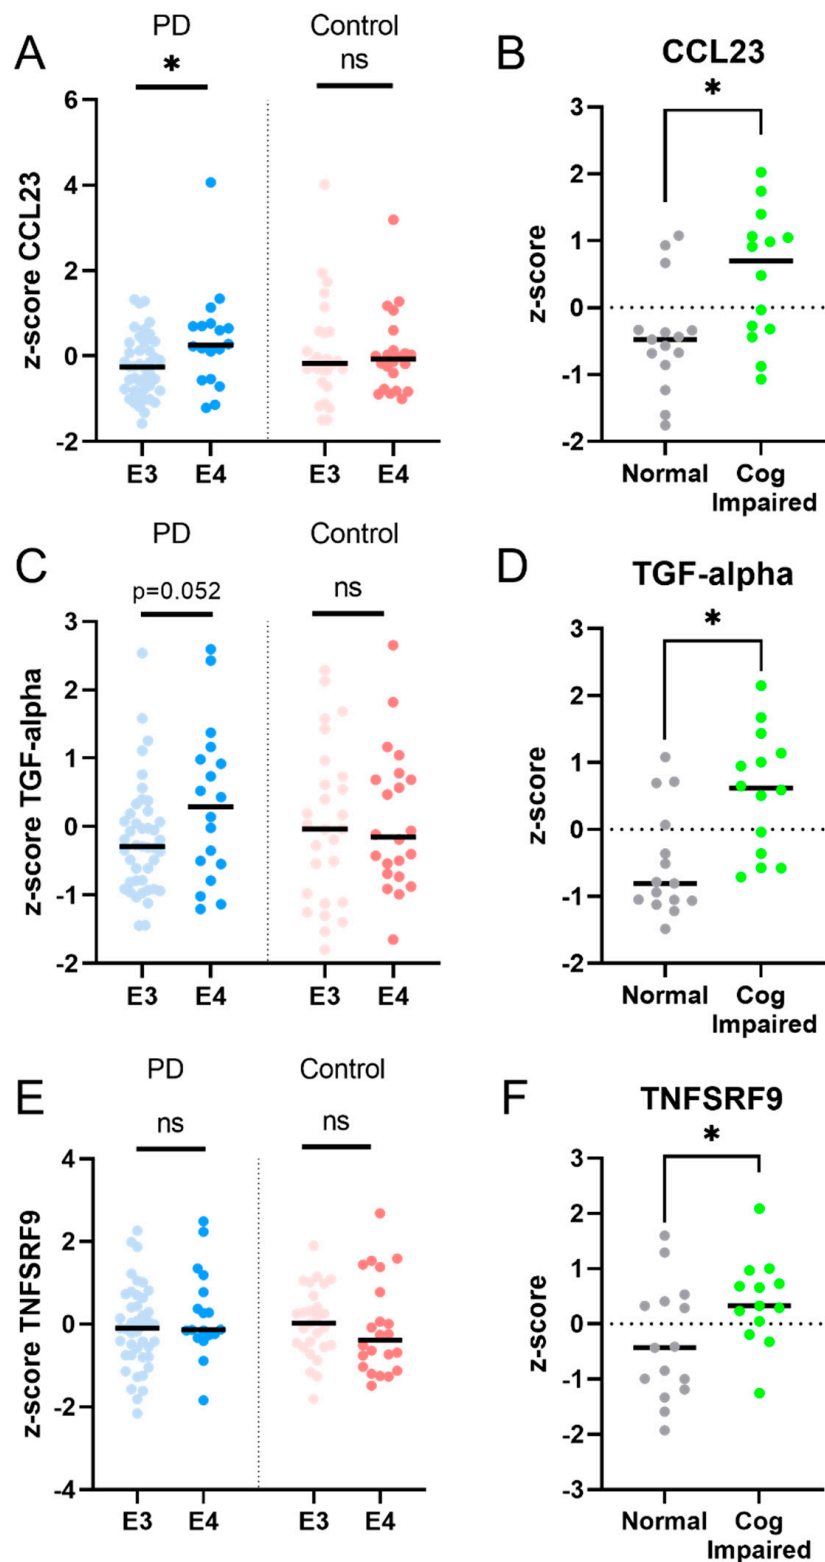 A
PD
*
Control
ns
z-score CCL23
6
4
2
0
-2
E3
E4
E3
E4
B
CCL23
*
z-score
3
2
1
0
-1
-2
Normal
Cog
Impaired
C
PD
p=0.052
Control
ns
z-score TGF-alpha
3
2
1
0
-1
-2
E3
E4
E3
E4
D
TGF-alpha
*
z-score
3
2
1
0
-1
-2
Normal
Cog
Impaired
E
PD
ns
Control
ns
z-score TNFSRF9
4
2
0
-2
-4
E3
E4
E3
E4
F
TNFSRF9
*
z-score
3
2
1
0
-1
-2
-3
Normal
Cog
Impaired